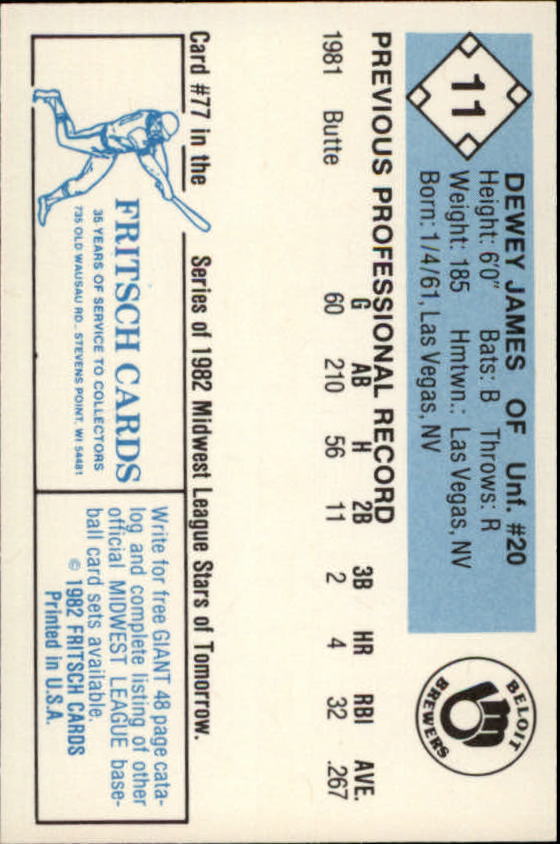 11
DEWEY JAMES OF Unf. #20
Height: 6'0" Bats: B Throws: R
Weight: 185 Hmtwn.: Las Vegas, NV
Born: 1/4/61, Las Vegas, NV
BELOIT
BREWERS
PREVIOUS PROFESSIONAL RECORD
G AB H 2B 3B HR RBI AVE.
1981 Butte 60 210 56 11 2 4 32 .267
Card #77 in the Series of 1982 Midwest League Stars of Tomorrow.
FRITSCH CARDS
35 YEARS OF SERVICE TO COLLECTORS
735 OLD WAUSAU RD., STEVENS POINT, WI 54481
Write for free GIANT 48 page cata-
log and complete listing of other
official MIDWEST LEAGUE base-
ball card sets available.
© 1982 FRITSCH CARDS
Printed in U.S.A.